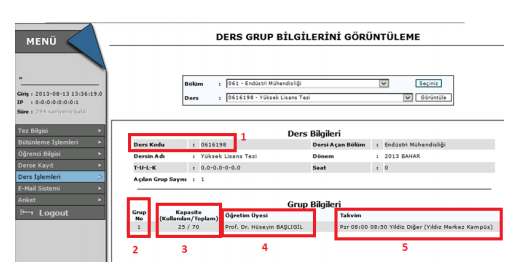 MENÜ
DERS GRUP BİLGİLERİNİ GÖRÜNTÜLEME
Giriş : 2013-08-13 13:36:19.0
IP : 0:0:0:0:0:0:0:1
Süre :
Bölüm : 061 - Endüstri Mühendisliği Seçiniz
Ders : 0616198 - Yüksek Lisans Tezi Görüntüle
Tez Bilgisi
Bütünleme İşlemleri
Öğrenci Bilgisi
Derse Kayıt
Ders İşlemleri
E-Mail Sistemi
Anket
Logout
Ders Bilgileri
Ders Kodu : 0616198 1 Dersi Açan Bölüm : Endüstri Mühendisliği
Dersin Adı : Yüksek Lisans Tezi Dönem : 2013 BAHAR
T-U-L-K : 0.0-0.0-0.0 Saat : 0
Açılan Grup Sayısı : 1
Grup Bilgileri
Grup No Kapasite (Kullanılan/Toplam) Öğretim Üyesi Takvim
1 25 / 70 Prof. Dr. Hüseyin BAŞLIGİL Pzr 08:00 08:50 Yıldız Diğer (Yıldız Merkez Kampüs)
2 3 4 5